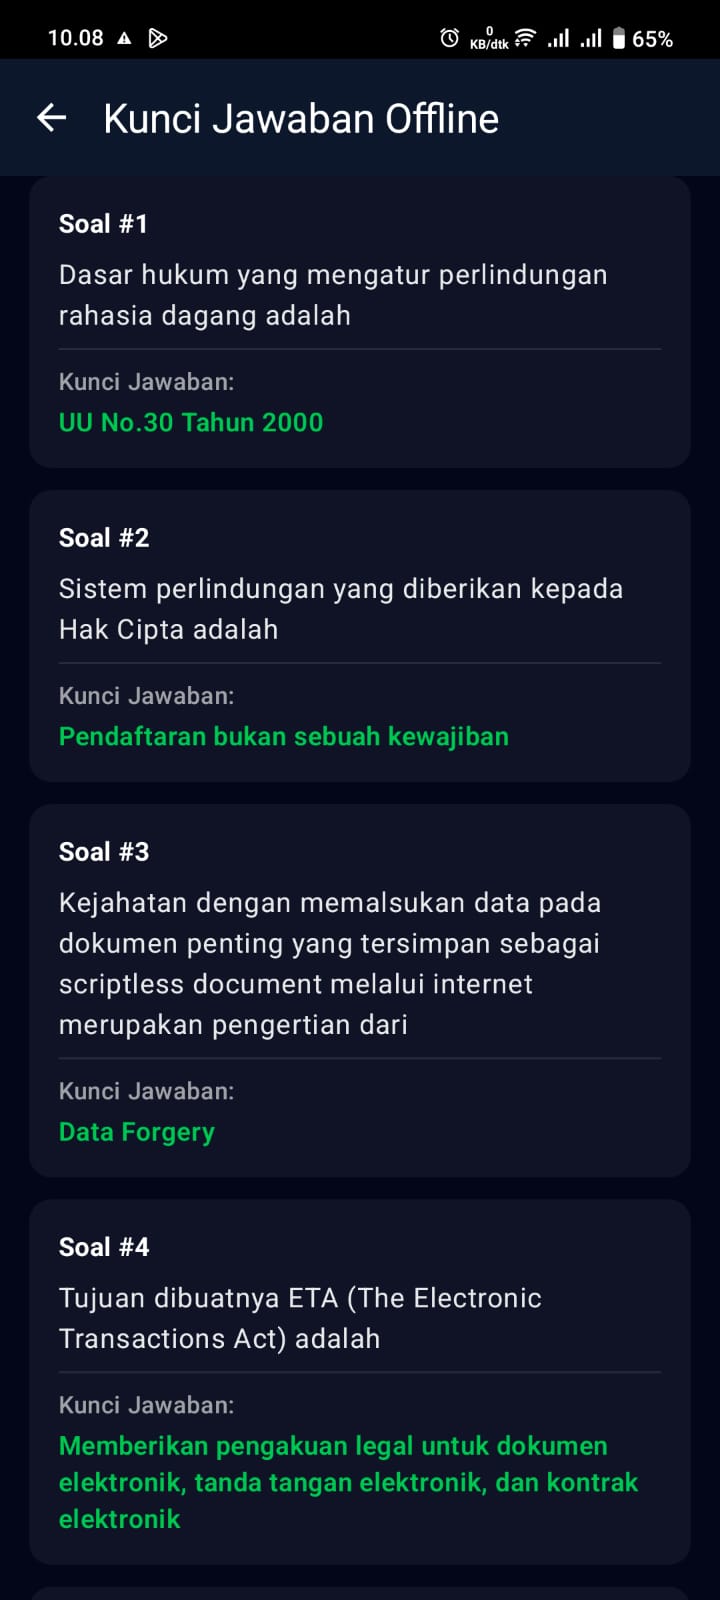 10.08
0
KB/dtk
65%
Kunci Jawaban Offline
Soal #1
Dasar hukum yang mengatur perlindungan
rahasia dagang adalah
Kunci Jawaban:
UU No.30 Tahun 2000
Soal #2
Sistem perlindungan yang diberikan kepada
Hak Cipta adalah
Kunci Jawaban:
Pendaftaran bukan sebuah kewajiban
Soal #3
Kejahatan dengan memalsukan data pada
dokumen penting yang tersimpan sebagai
scriptless document melalui internet
merupakan pengertian dari
Kunci Jawaban:
Data Forgery
Soal #4
Tujuan dibuatnya ETA (The Electronic
Transactions Act) adalah
Kunci Jawaban:
Memberikan pengakuan legal untuk dokumen
elektronik, tanda tangan elektronik, dan kontrak
elektronik